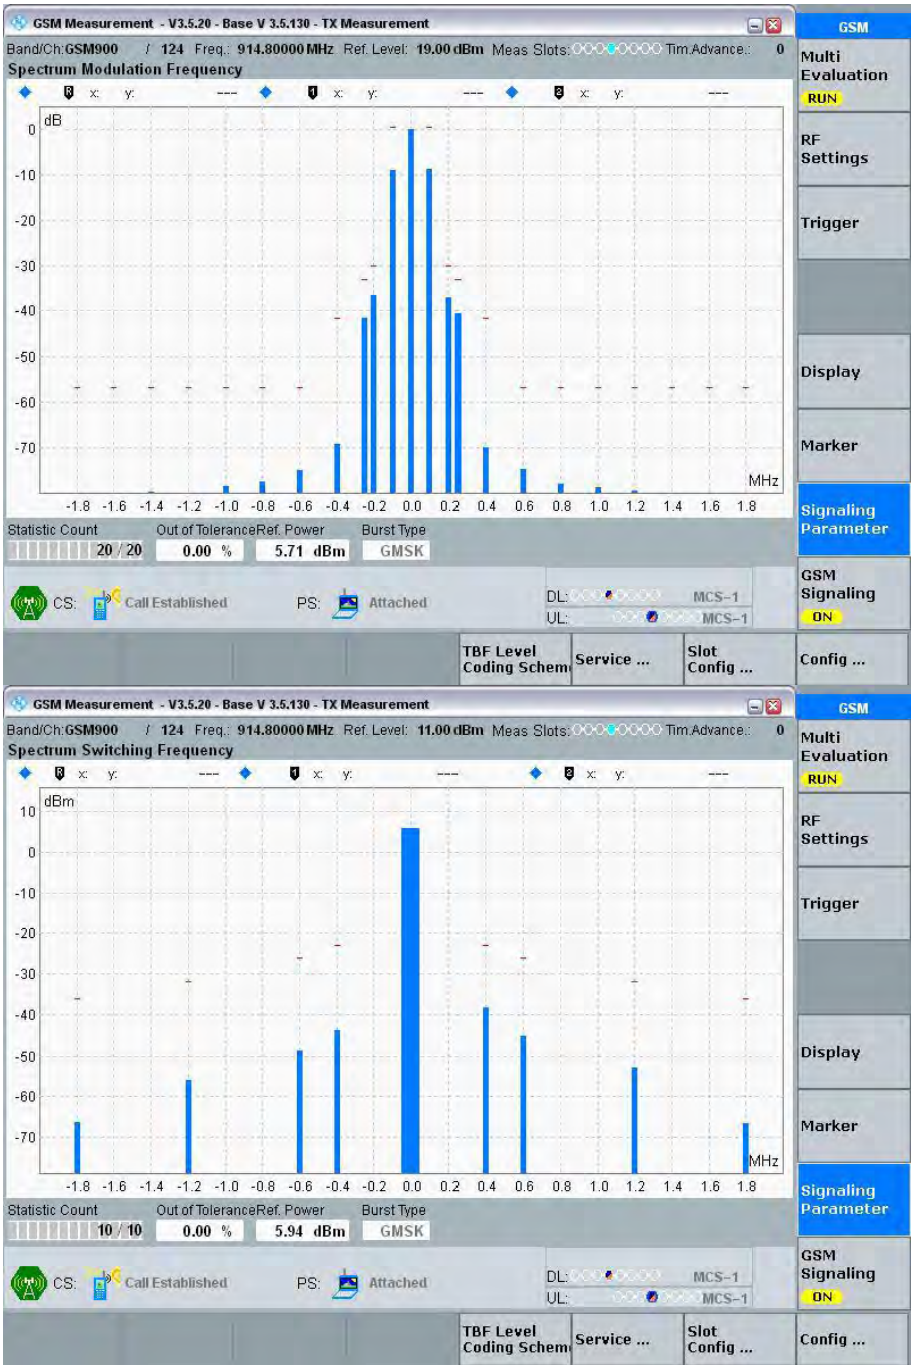 GSM Measurement - V3.5.20 - Base V 3.5.130 - TX Measurement
GSM
Band/Ch:GSM900 / 124 Freq.: 914.80000 MHz Ref. Level: 19.00 dBm Meas Slots: Tim.Advance.: 0
Spectrum Modulation Frequency
Multi Evaluation
RUN
R x: y: --- 1 x: y: --- 2 x: y: ---
dB
0
-10
-20
-30
-40
-50
-60
-70
MHz
-1.8 -1.6 -1.4 -1.2 -1.0 -0.8 -0.6 -0.4 -0.2 0.0 0.2 0.4 0.6 0.8 1.0 1.2 1.4 1.6 1.8
RF Settings
Trigger
Display
Marker
Signaling Parameter
Statistic Count Out of Tolerance Ref. Power Burst Type
20 / 20 0.00 % 5.71 dBm GMSK
GSM Signaling
ON
CS: Call Established PS: Attached
DL: MCS-1
UL: MCS-1
TBF Level Coding Schem Service ... Slot Config ... Config ...
GSM Measurement - V3.5.20 - Base V 3.5.130 - TX Measurement
GSM
Band/Ch:GSM900 / 124 Freq.: 914.80000 MHz Ref. Level: 11.00 dBm Meas Slots: Tim.Advance.: 0
Spectrum Switching Frequency
Multi Evaluation
RUN
R x: y: --- 1 x: y: --- 2 x: y: ---
dBm
10
0
-10
-20
-30
-40
-50
-60
-70
MHz
-1.8 -1.6 -1.4 -1.2 -1.0 -0.8 -0.6 -0.4 -0.2 0.0 0.2 0.4 0.6 0.8 1.0 1.2 1.4 1.6 1.8
RF Settings
Trigger
Display
Marker
Signaling Parameter
Statistic Count Out of Tolerance Ref. Power Burst Type
10 / 10 0.00 % 5.94 dBm GMSK
GSM Signaling
ON
CS: Call Established PS: Attached
DL: MCS-1
UL: MCS-1
TBF Level Coding Schem Service ... Slot Config ... Config ...